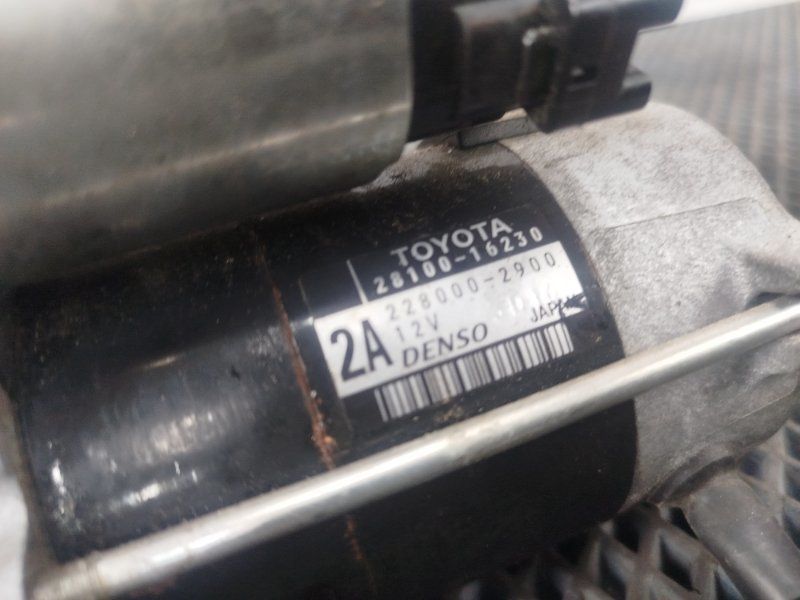 TOYOTA
28100-16230
228000-2900
2A
12V
DENSO
JAPAN